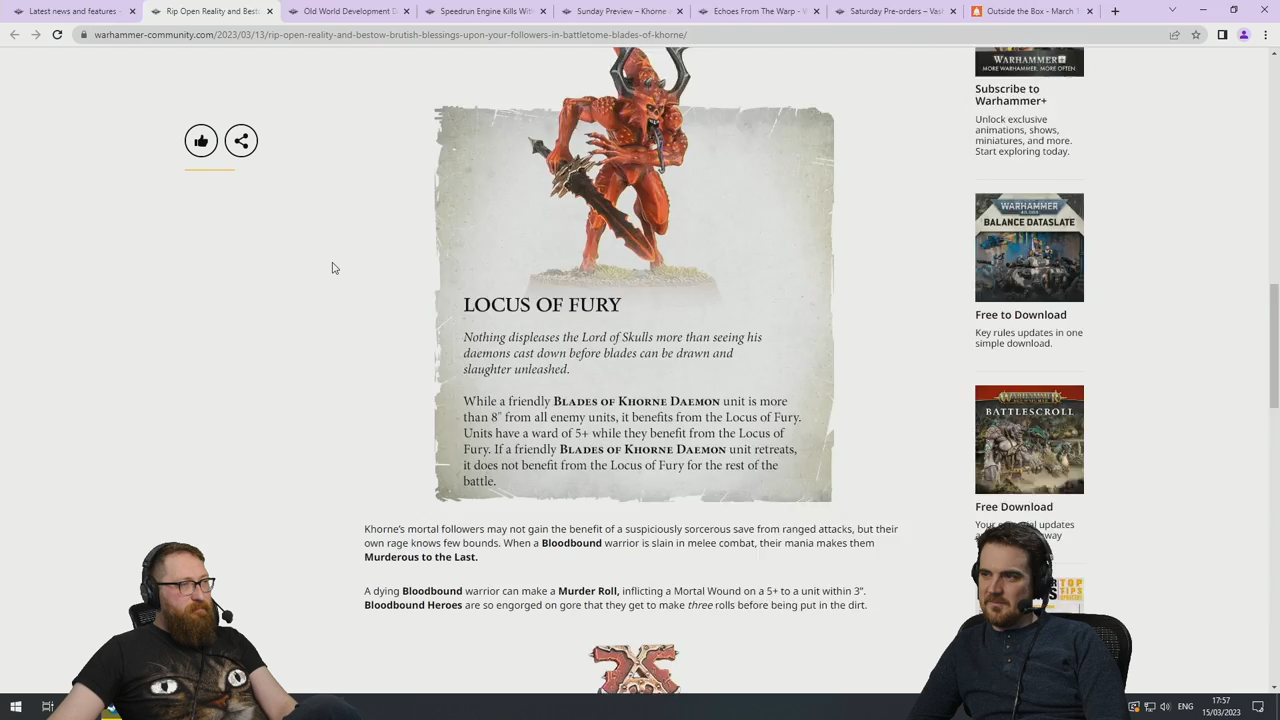 Latest news and features
Rip Open Reality and Bestow
Old World Development D
Speedrun Engine Kills With
Echoes From The Warp - W
Saturday Pre-orders – Vash
warhammer-community.com/2023/03/13/rip-open-reality-and-bestow-brutish-blessings-upon-your-followers-in-battletome-blades-of-khorne/
WARHAMMER+
MORE WARHAMMER. MORE OFTEN.
Subscribe to
Warhammer+
Unlock exclusive
animations, shows,
miniatures, and more.
Start exploring today.
WARHAMMER
40,000
BALANCE DATASLATE
Free to Download
Key rules updates in one
simple download.
WARHAMMER
BATTLESCROLL
Free Download
TOP
TIPS
LOCUS OF FURY
Nothing displeases the Lord of Skulls more than seeing his
daemons cast down before blades can be drawn and
slaughter unleashed.
While a friendly BLADES OF KHORNE DAEMON unit is more
than 8" from all enemy units, it benefits from the Locus of Fury.
Units have a ward of 5+ while they benefit from the Locus of
Fury. If a friendly BLADES OF KHORNE DAEMON unit retreats,
it does not benefit from the Locus of Fury for the rest of the
battle.
Khorne's mortal followers may not gain the benefit of a suspiciously sorcerous save from ranged attacks, but their
own rage knows few bounds. When a Bloodbound warrior is slain in melee combat, their mania makes them
Murderous to the Last.
A dying Bloodbound warrior can make a Murder Roll, inflicting a Mortal Wound on a 5+ to a unit within 3".
Bloodbound Heroes are so engorged on gore that they get to make three rolls before being put in the dirt.
ENG
17:57
15/03/2023